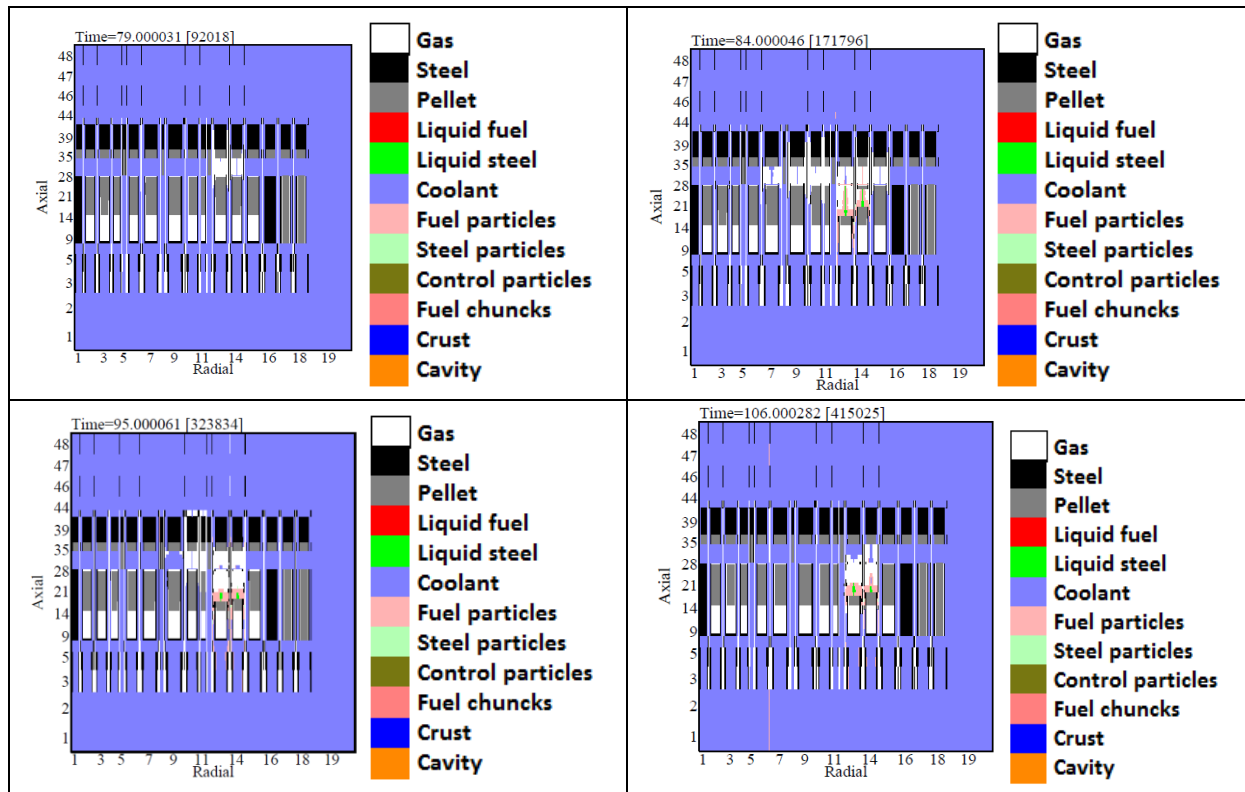 Time=79.000031 [92018]
48
47
46
44
39
35
28
21
14
9
5
3
2
1
Axial
1 3 5 7 9 11 14 16 18 19
Radial
Gas
Steel
Pellet
Liquid fuel
Liquid steel
Coolant
Fuel particles
Steel particles
Control particles
Fuel chuncks
Crust
Cavity
Time=84.000046 [171796]
48
47
46
44
39
35
28
21
14
9
5
3
2
1
Axial
1 3 5 7 9 11 14 16 18 19
Radial
Gas
Steel
Pellet
Liquid fuel
Liquid steel
Coolant
Fuel particles
Steel particles
Control particles
Fuel chuncks
Crust
Cavity
Time=95.000061 [323834]
48
47
46
44
39
35
28
21
14
9
5
3
2
1
Axial
1 3 5 7 9 11 14 16 18 19
Radial
Gas
Steel
Pellet
Liquid fuel
Liquid steel
Coolant
Fuel particles
Steel particles
Control particles
Fuel chuncks
Crust
Cavity
Time=106.000282 [415025]
48
47
46
44
39
35
28
21
14
9
5
3
2
1
Axial
1 3 5 7 9 11 14 16 18 19
Radial
Gas
Steel
Pellet
Liquid fuel
Liquid steel
Coolant
Fuel particles
Steel particles
Control particles
Fuel chuncks
Crust
Cavity